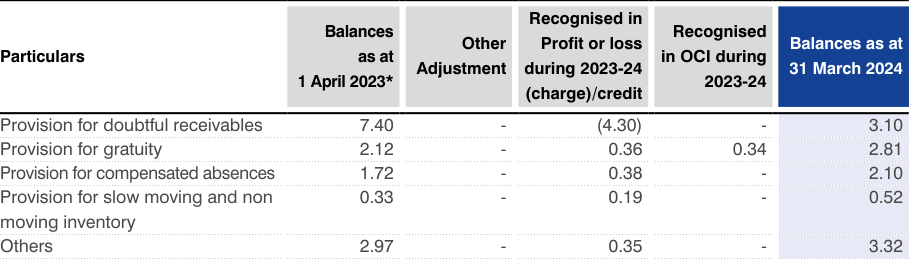 Particulars Balances as at 1 April 2023* Other Adjustment Recognised in Profit or loss during 2023-24 (charge)/credit Recognised in OCI during 2023-24 Balances as at 31 March 2024
Provision for doubtful receivables 7.40 - (4.30) - 3.10
Provision for gratuity 2.12 - 0.36 0.34 2.81
Provision for compensated absences 1.72 - 0.38 - 2.10
Provision for slow moving and non 0.33 - 0.19 - 0.52
moving inventory
Others 2.97 - 0.35 - 3.32